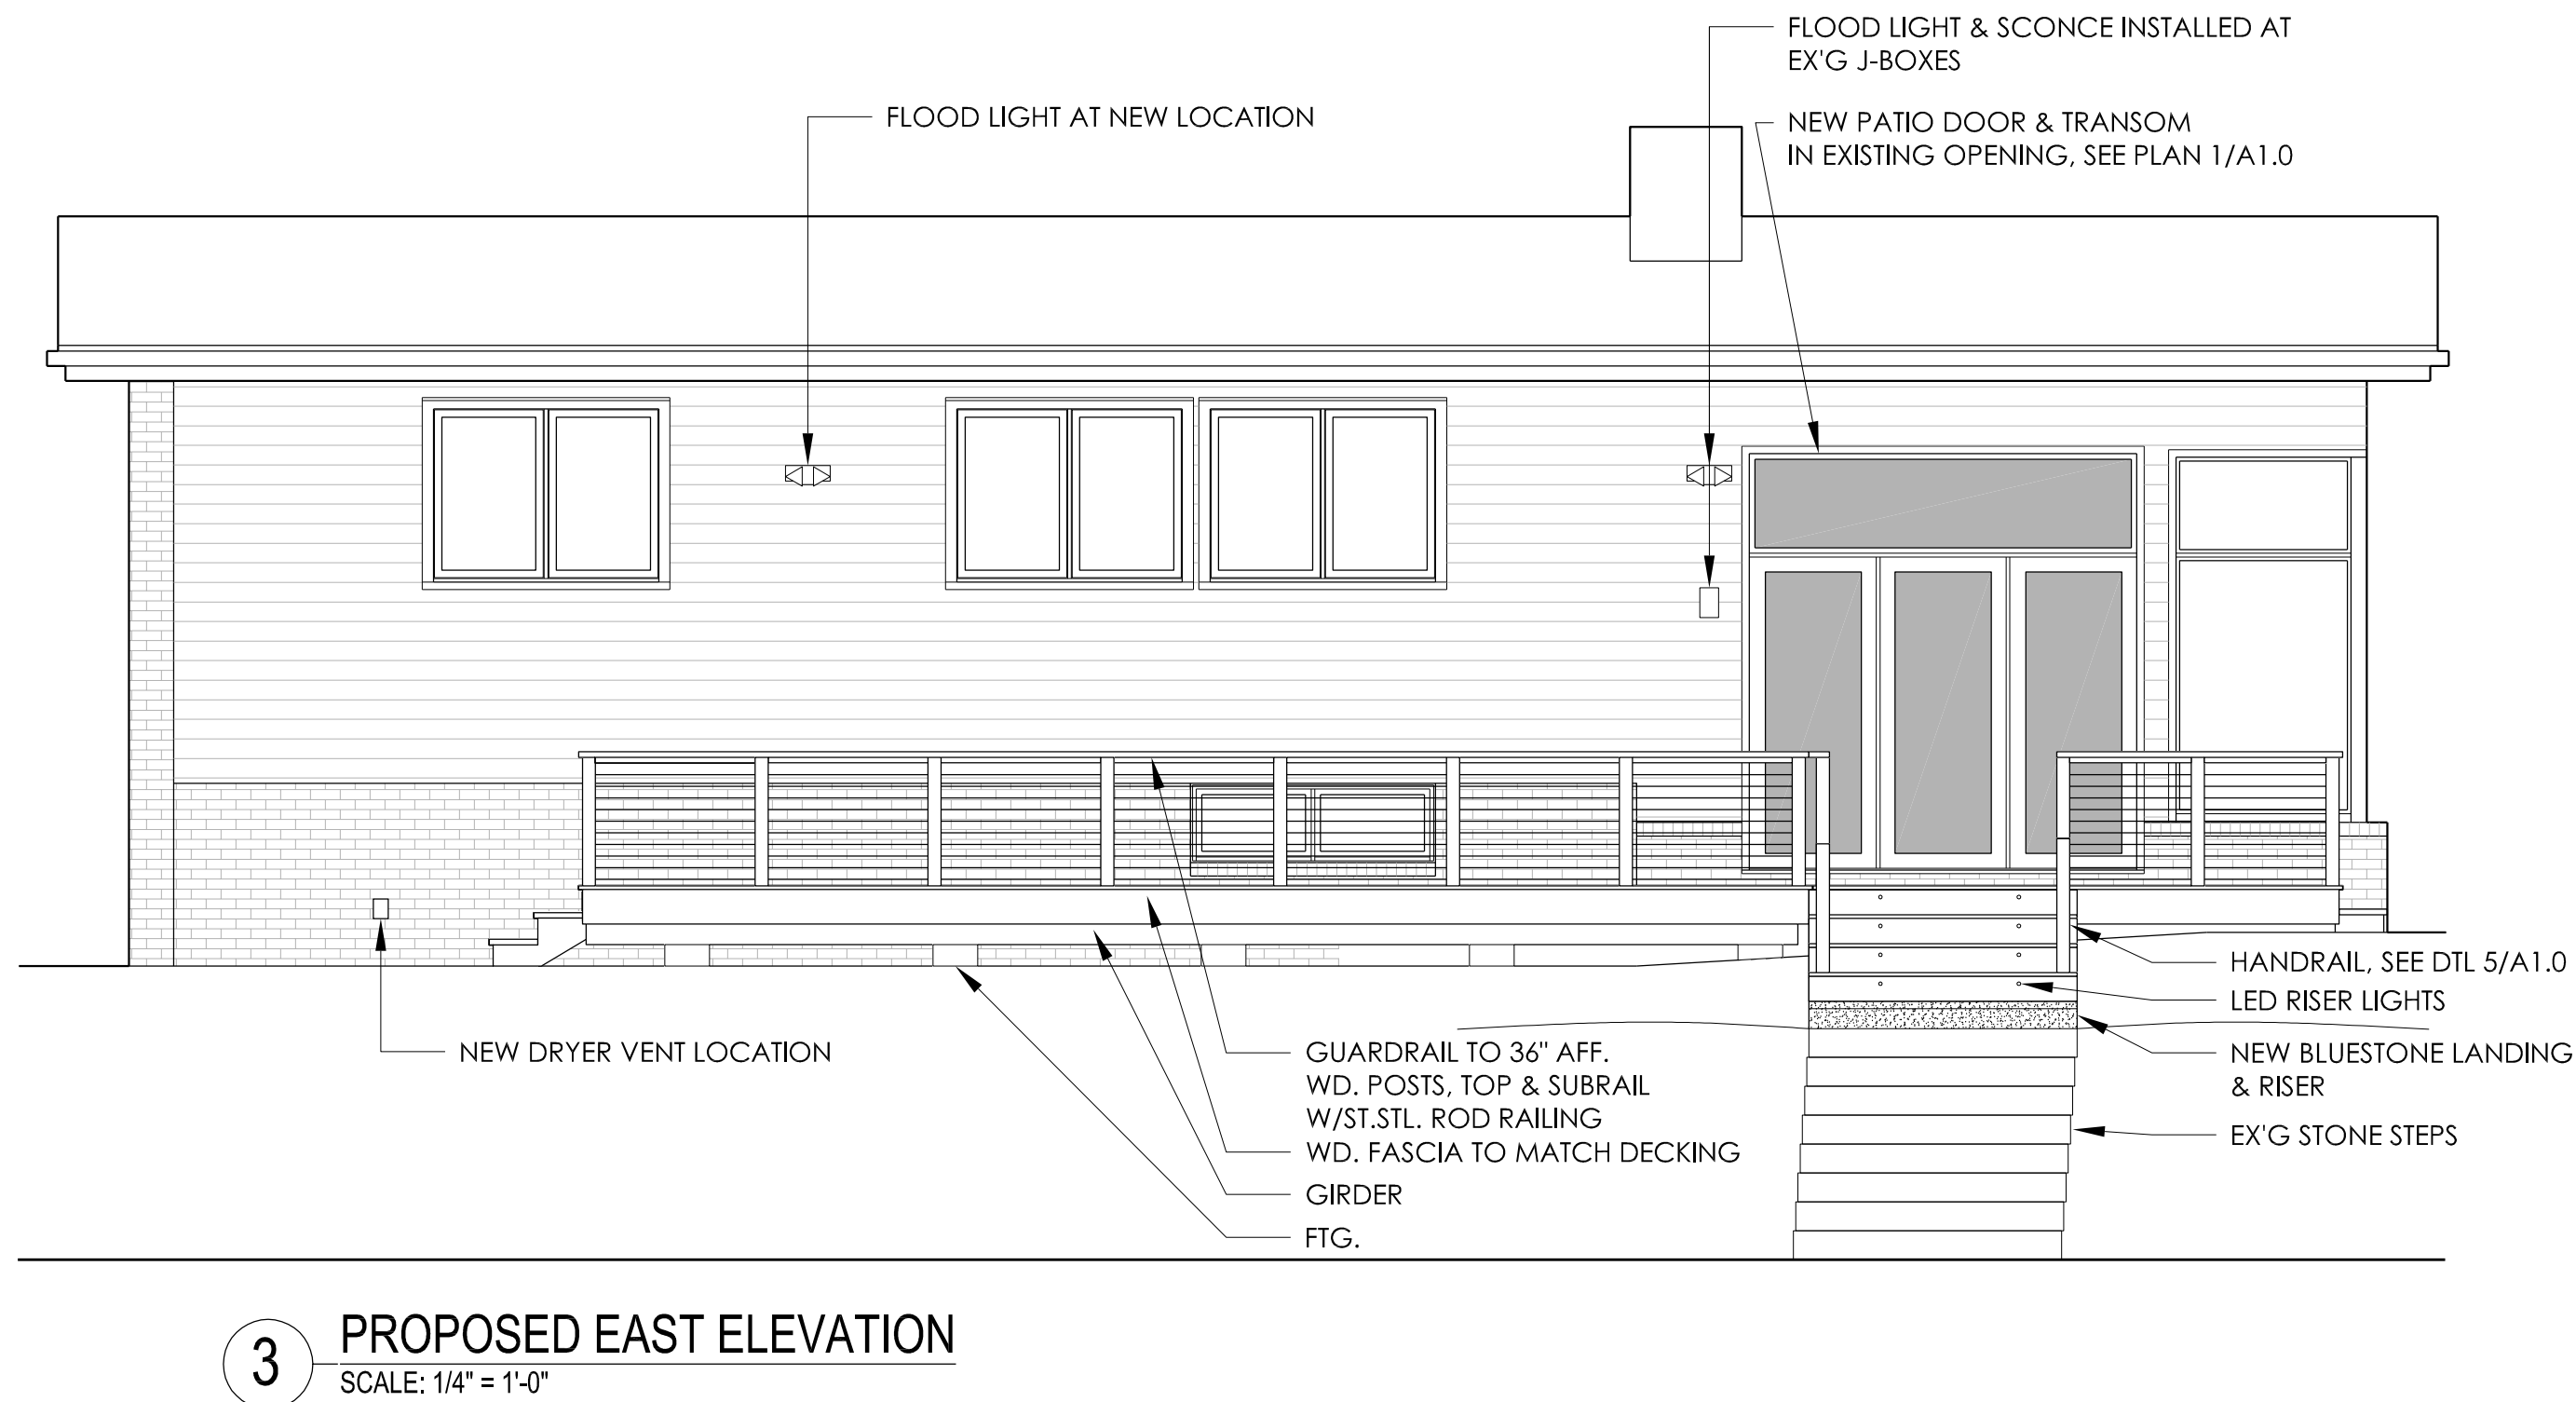 FLOOD LIGHT & SCONCE INSTALLED AT
EX'G J-BOXES
FLOOD LIGHT AT NEW LOCATION
NEW PATIO DOOR & TRANSOM
IN EXISTING OPENING, SEE PLAN 1/A1.0
HANDRAIL, SEE DTL 5/A1.0
LED RISER LIGHTS
NEW BLUESTONE LANDING
& RISER
EX'G STONE STEPS
NEW DRYER VENT LOCATION
GUARDRAIL TO 36" AFF.
WD. POSTS, TOP & SUBRAIL
W/ST.STL. ROD RAILING
WD. FASCIA TO MATCH DECKING
GIRDER
FTG.
3
PROPOSED EAST ELEVATION
SCALE: 1/4" = 1'-0"